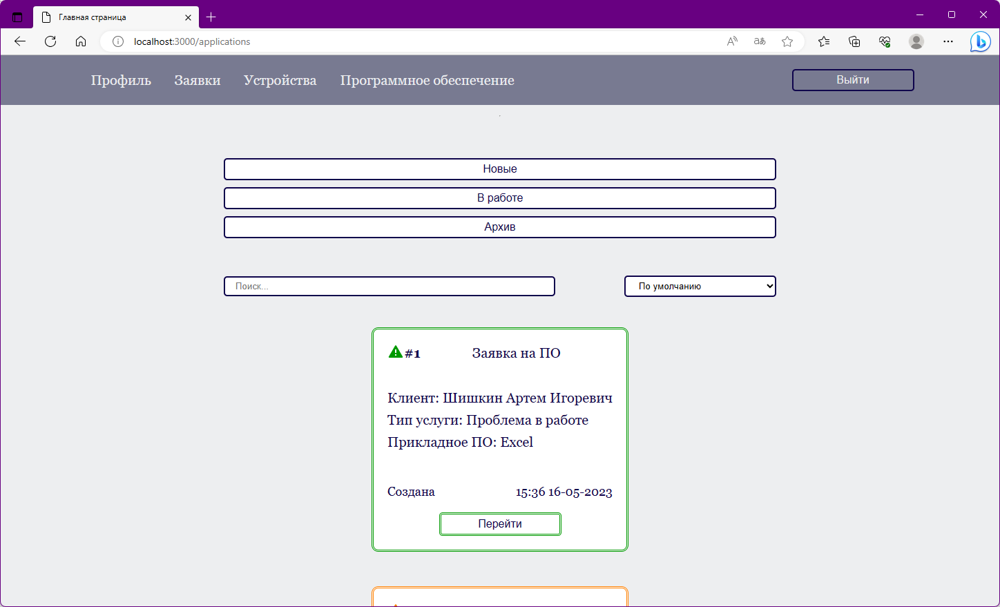 Главная страница
localhost:3000/applications
Профиль Заявки Устройства Программное обеспечение Выйти
Новые
В работе
Архив
Поиск... По умолчанию
#1 Заявка на ПО
Клиент: Шишкин Артем Игоревич
Тип услуги: Проблема в работе
Прикладное ПО: Excel
Создана 15:36 16-05-2023
Перейти